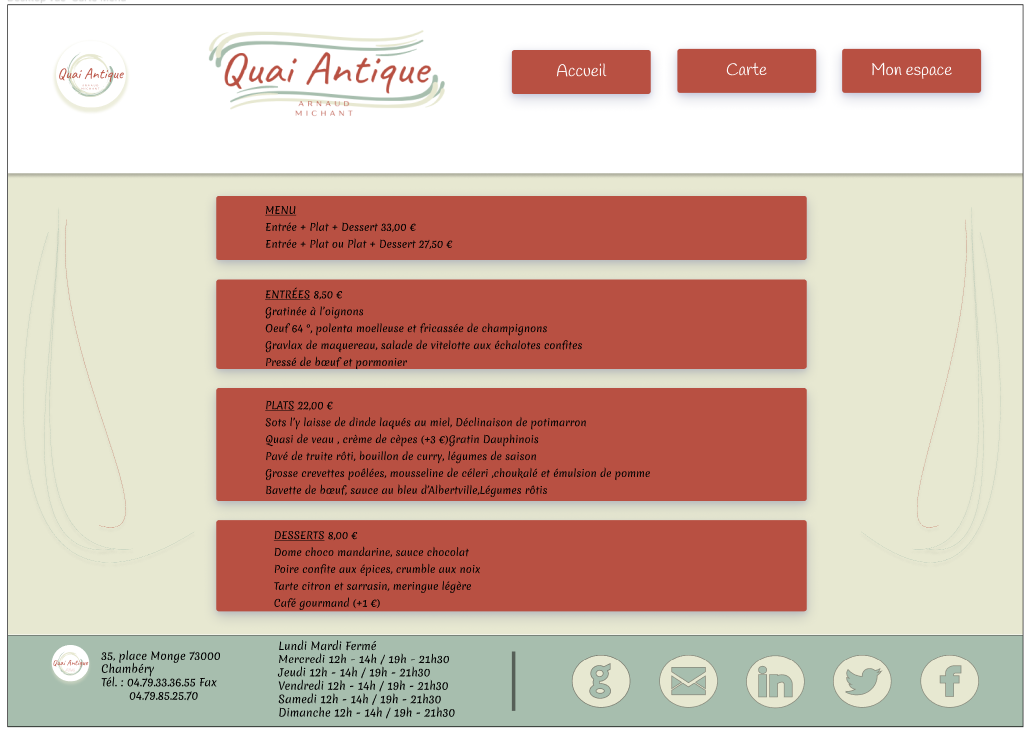 Quai Antique
Quai Antique
ARNAUD
MICHANT
Accueil
Carte
Mon espace
MENU
Entrée + Plat + Dessert 33,00 €
Entrée + Plat ou Plat + Dessert 27,50 €
ENTRÉES 8,50 €
Gratinée à l'oignons
Oeuf 64 °, polenta moelleuse et fricassée de champignons
Gravlax de maquereau, salade de vitelotte aux échalotes confites
Pressé de bœuf et pormonier
PLATS 22,00 €
Sots l'y laisse de dinde laqués au miel, Déclinaison de potimarron
Quasi de veau , crème de cèpes (+3 €)Gratin Dauphinois
Pavé de truite rôti, bouillon de curry, légumes de saison
Grosse crevettes poêlées, mousseline de céleri ,choukalé et émulsion de pomme
Bavette de bœuf, sauce au bleu d'Albertville,Légumes rôtis
DESSERTS 8,00 €
Dome choco mandarine, sauce chocolat
Poire confite aux épices, crumble aux noix
Tarte citron et sarrasin, meringue légère
Café gourmand (+1 €)
Quai Antique
35, place Monge 73000
Chambéry
Tél. : 04.79.33.36.55 Fax
04.79.85.25.70
Lundi Mardi Fermé
Mercredi 12h - 14h / 19h - 21h30
Jeudi 12h - 14h / 19h - 21h30
Vendredi 12h - 14h / 19h - 21h30
Samedi 12h - 14h / 19h - 21h30
Dimanche 12h - 14h / 19h - 21h30
g
in
f